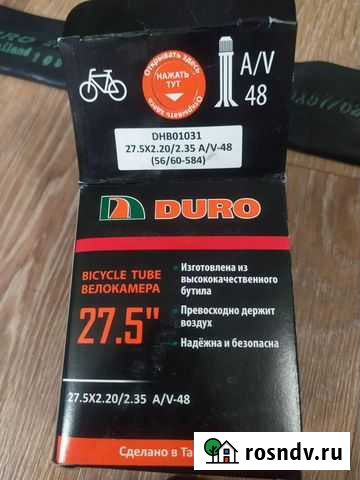 Открывать здесь
НАЖАТЬ
ТУТ
Открывать здесь
A/V
48
DHB01031
27.5X2.20/2.35 A/V-48
(56/60-584)
DURO
BICYCLE TUBE
ВЕЛОКАМЕРА
27.5"
Изготовлена из
высококачественного
бутила
Превосходно держит
воздух
Надёжна и безопасна
27.5X2.20/2.35 A/V-48
Сделано в
rosndv.ru